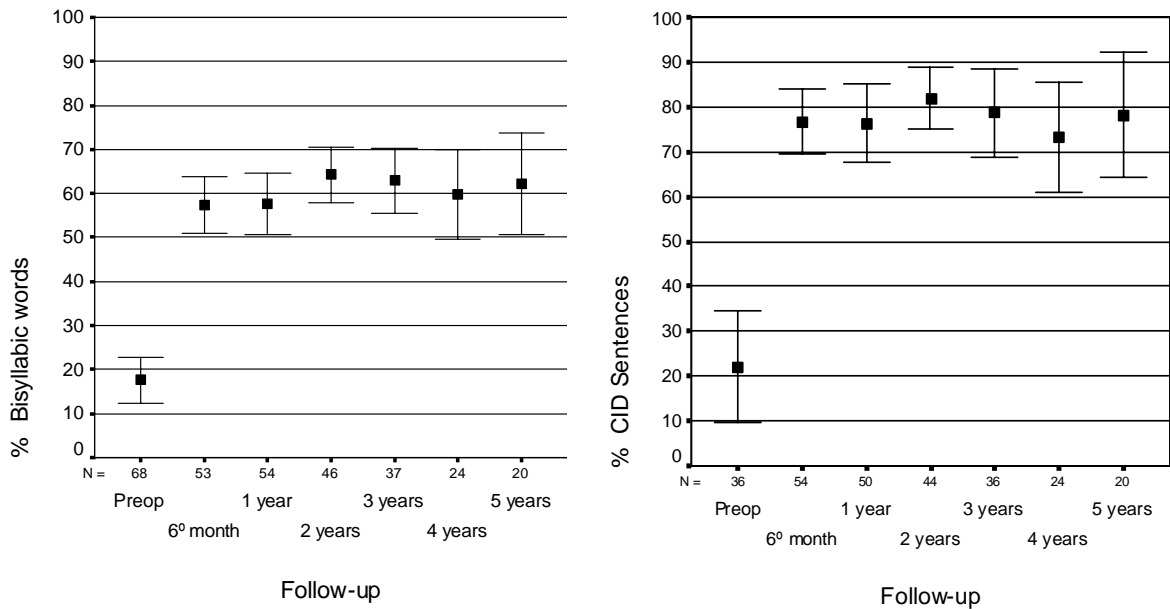 % Bisyllabic words
100
90
80
70
60
50
40
30
20
10
0
N = 68 53 54 46 37 24 20
Preop 1 year 3 years 5 years
6º month 2 years 4 years
Follow-up
% CID Sentences
100
90
80
70
60
50
40
30
20
10
0
N = 36 54 50 44 36 24 20
Preop 1 year 3 years 5 years
6º month 2 years 4 years
Follow-up